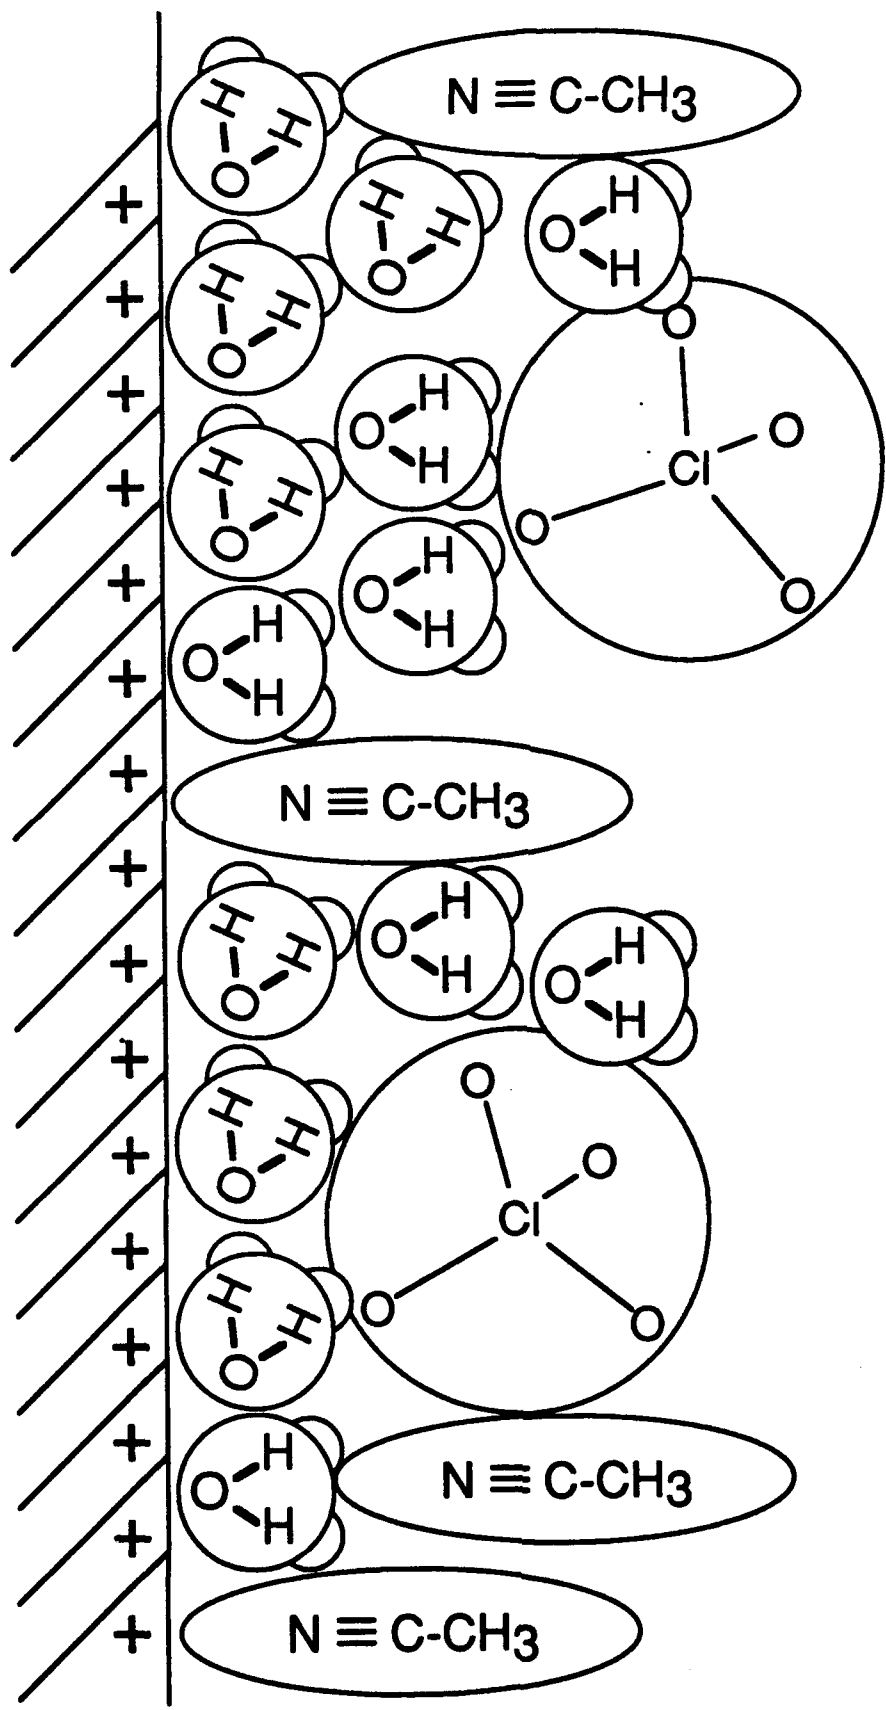 N≡C-CH3
H
H
O
+
H
H
O
O
H
H
+
H
H
O
+
O
Cl
O
O
O
O
H
H
+
H
H
O
+
O
H
H
+
O
H
H
+
N≡C-CH3
+
O
H
H
+
H
H
O
O
H
H
+
O
Cl
O
O
O
+
H
H
O
+
+
H
H
O
+
N≡C-CH3
O
H
H
+
+
N≡C-CH3
+